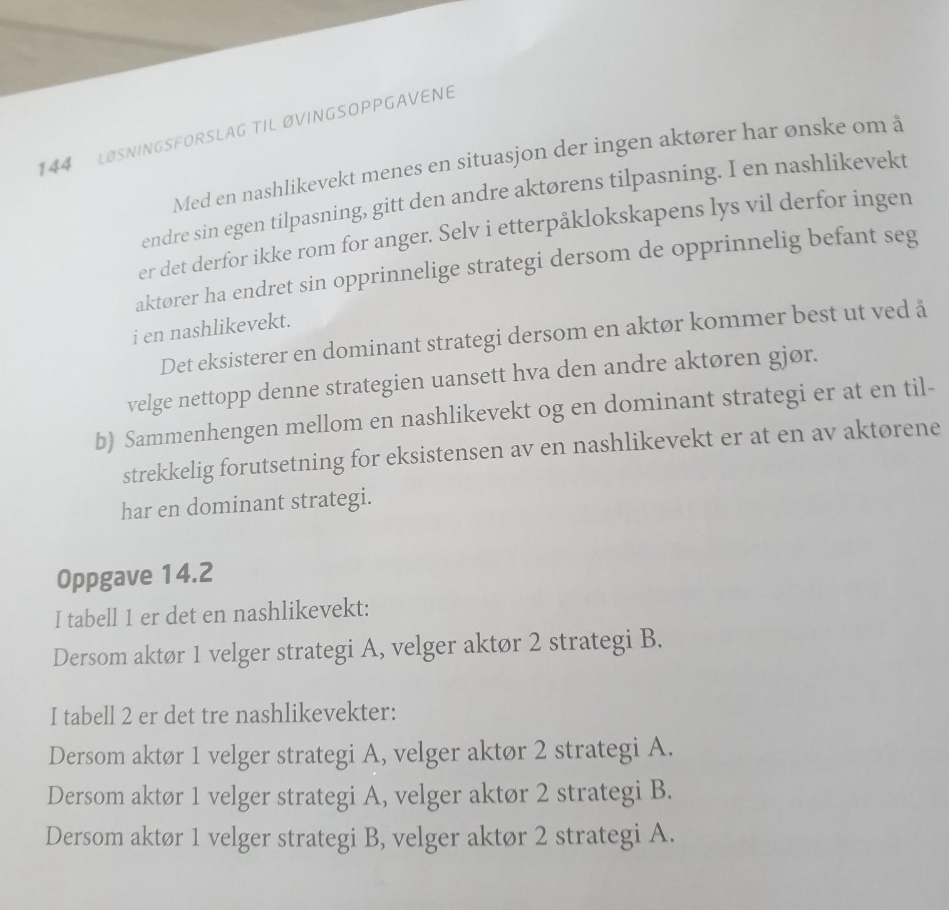 144 LØSNINGSFORSLAG TIL ØVINGSOPPGAVENE
Med en nashlikevekt menes en situasjon der ingen aktører har ønske om å
endre sin egen tilpasning, gitt den andre aktørens tilpasning. I en nashlikevekt
er det derfor ikke rom for anger. Selv i etterpåklokskapens lys vil derfor ingen
aktører ha endret sin opprinnelige strategi dersom de opprinnelig befant seg
i en nashlikevekt.
Det eksisterer en dominant strategi dersom en aktør kommer best ut ved å
velge nettopp denne strategien uansett hva den andre aktøren gjør.
b) Sammenhengen mellom en nashlikevekt og en dominant strategi er at en til-
strekkelig forutsetning for eksistensen av en nashlikevekt er at en av aktørene
har en dominant strategi.
Oppgave 14.2
I tabell 1 er det en nashlikevekt:
Dersom aktør 1 velger strategi A, velger aktør 2 strategi B.
I tabell 2 er det tre nashlikevekter:
Dersom aktør 1 velger strategi A, velger aktør 2 strategi A.
Dersom aktør 1 velger strategi A, velger aktør 2 strategi B.
Dersom aktør 1 velger strategi B, velger aktør 2 strategi A.